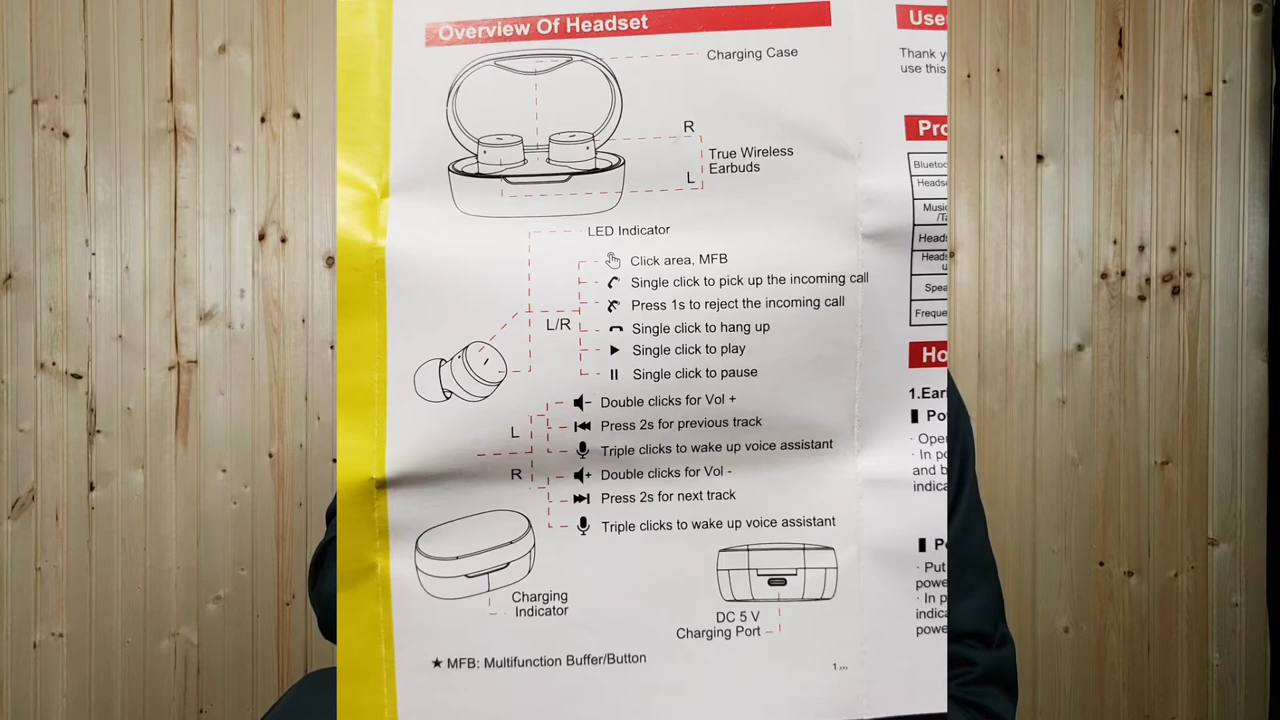 Overview Of Headset
Charging Case
R
True Wireless
Earbuds
L
LED Indicator
Click area, MFB
Single click to pick up the incoming call
Press 1s to reject the incoming call
L/R
Single click to hang up
Single click to play
Single click to pause
Double clicks for Vol +
L
Press 2s for previous track
Triple clicks to wake up voice assistant
R
Double clicks for Vol -
Press 2s for next track
Triple clicks to wake up voice assistant
Charging
Indicator
DC 5 V
Charging Port
★ MFB: Multifunction Buffer/Button
1 ›››
Use
Thank y
use this
Pro
Bluetoo
Headse
Music
/Ta
Heads
Heads
u
Spea
Freque
Ho
1.Ear
Po
· Oper
· In po
and b
indica
P
· Put
powe
· In p
indica
powe